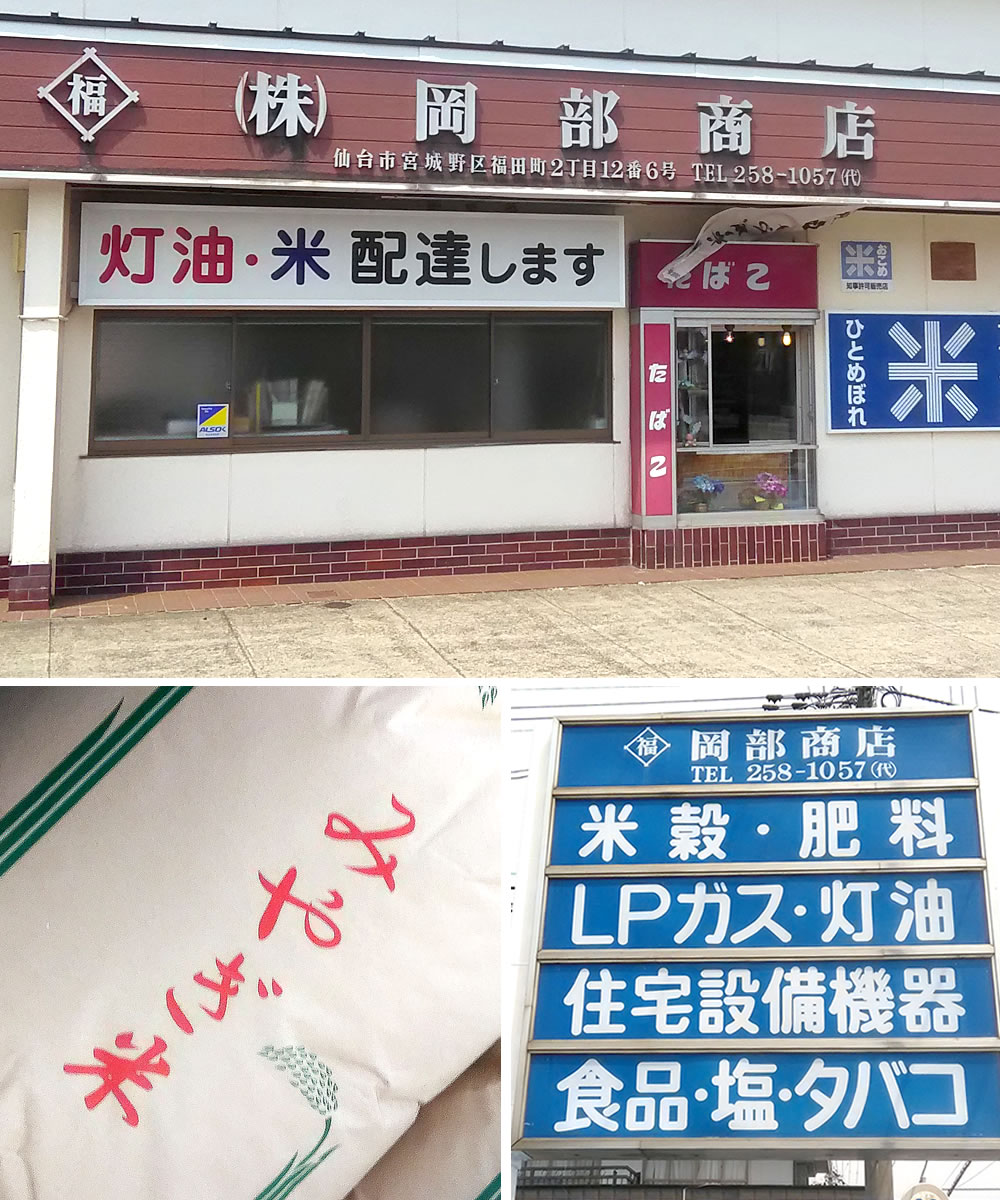 福 (株)岡部商店
仙台市宮城野区福田町2丁目12番6号 TEL 258-1057(代)
灯油・米 配達します
たばこ
たばこ
米 おこめ
知事許可販売店
ひとめぼれ
米
ALSOK
みやぎ米
福 岡部商店
TEL 258-1057(代)
米穀・肥料
LPガス・灯油
住宅設備機器
食品・塩・タバコ